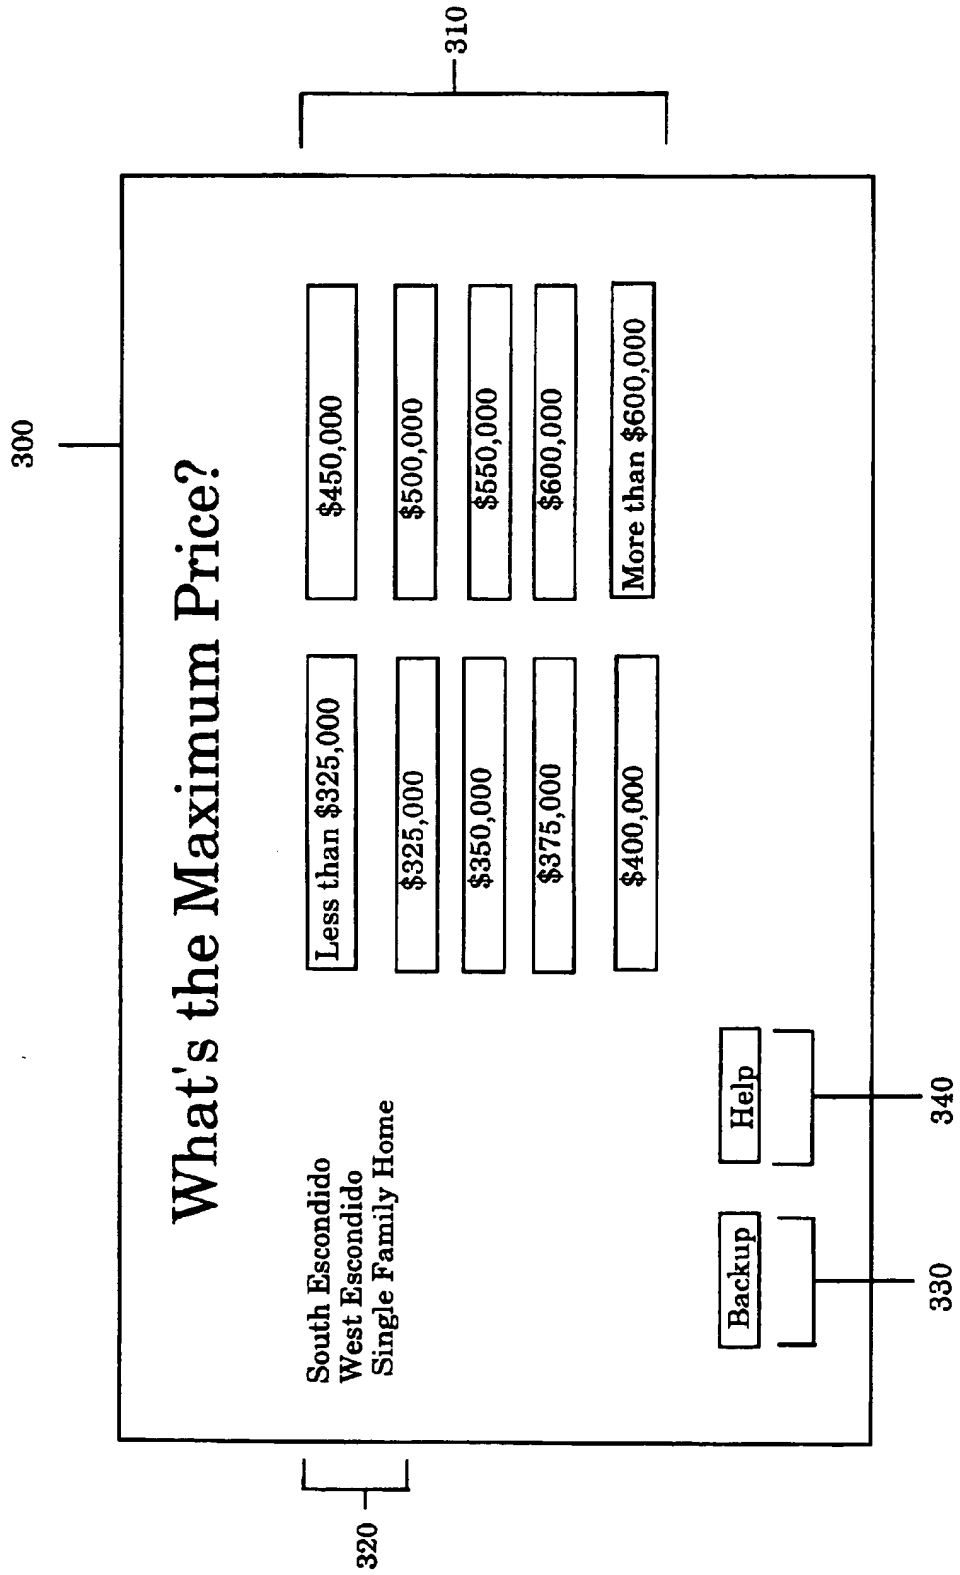 300
What's the Maximum Price?
310
320
South Escondido
West Escondido
Single Family Home
Less than $325,000
$325,000
$350,000
$375,000
$400,000
$450,000
$500,000
$550,000
$600,000
More than $600,000
Backup
Help
330
340